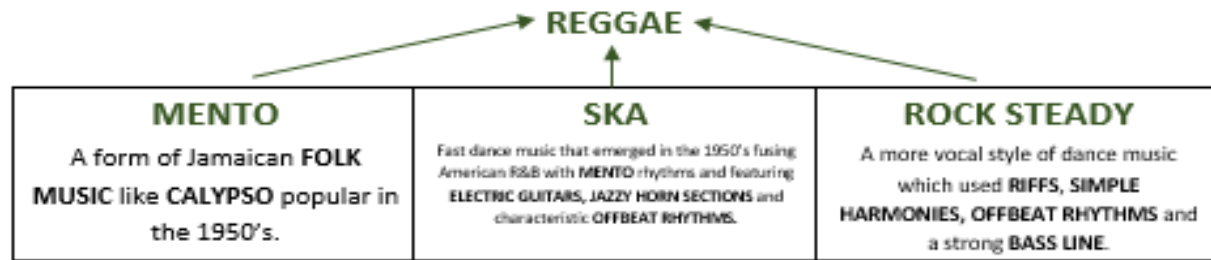 REGGAE
MENTO
A form of Jamaican FOLK
MUSIC like CALYPSO popular in
the 1950's.
SKA
Fast dance music that emerged in the 1950's fusing
American R&B with MENTO rhythms and featuring
ELECTRIC GUITARS, JAZZY HORN SECTIONS and
characteristic OFFBEAT RHYTHMS.
ROCK STEADY
A more vocal style of dance music
which used RIFFS, SIMPLE
HARMONIES, OFFBEAT RHYTHMS and
a strong BASS LINE.